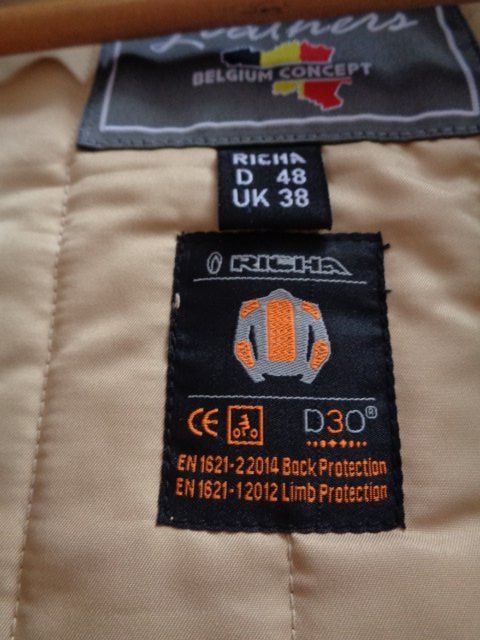 Leathers
BELGIUM CONCEPT
RICHA
D 48
UK 38
RICHA
CE D3O®
EN 1621-2 2014 Back Protection
EN 1621-1 2012 Limb Protection